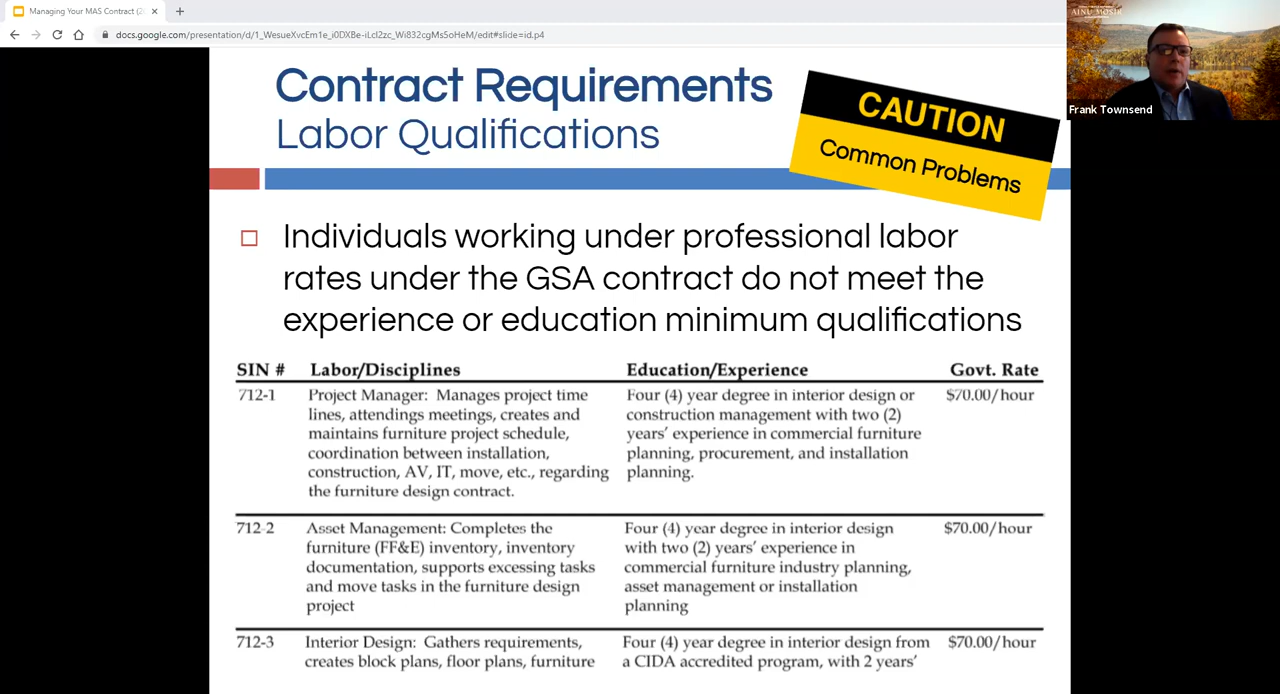 Managing Your MAS Contract (2
docs.google.com/presentation/d/1_WesueXvcEm1e_i0DXBe-iLcI2zc_Wi832cgMs5oHeM/edit#slide=id.p4
Frank Townsend
Contract Requirements
Labor Qualifications
CAUTION
Common Problems
Individuals working under professional labor
rates under the GSA contract do not meet the
experience or education minimum qualifications
SIN # Labor/Disciplines Education/Experience Govt. Rate
712-1 Project Manager: Manages project time Four (4) year degree in interior design or $70.00/hour
lines, attendings meetings, creates and construction management with two (2)
maintains furniture project schedule, years' experience in commercial furniture
coordination between installation, planning, procurement, and installation
construction, AV, IT, move, etc., regarding planning.
the furniture design contract.
712-2 Asset Management: Completes the Four (4) year degree in interior design $70.00/hour
furniture (FF&E) inventory, inventory with two (2) years' experience in
documentation, supports excessing tasks commercial furniture industry planning,
and move tasks in the furniture design asset management or installation
project planning
712-3 Interior Design: Gathers requirements, Four (4) year degree in interior design from $70.00/hour
creates block plans, floor plans, furniture a CIDA accredited program, with 2 years'